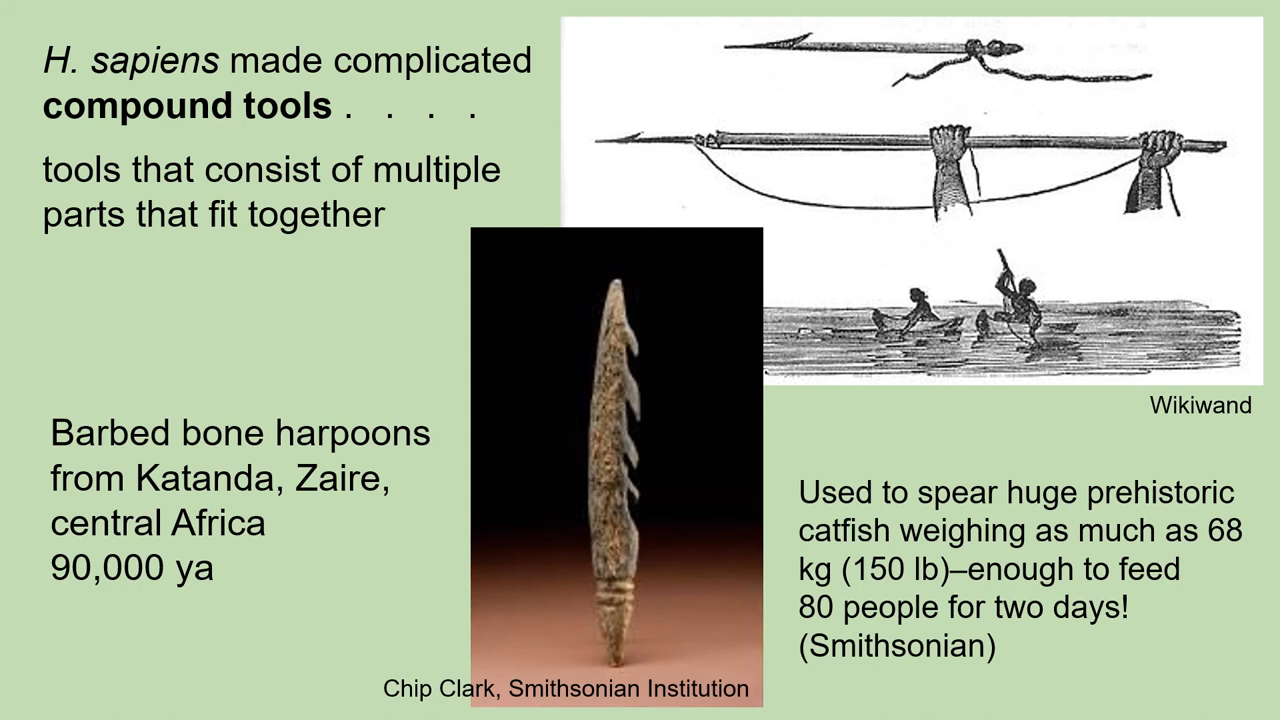 H. sapiens made complicated
compound tools . . . .
tools that consist of multiple
parts that fit together
Wikiwand
Barbed bone harpoons
from Katanda, Zaire,
central Africa
90,000 ya
Used to spear huge prehistoric
catfish weighing as much as 68
kg (150 lb)–enough to feed
80 people for two days!
(Smithsonian)
Chip Clark, Smithsonian Institution